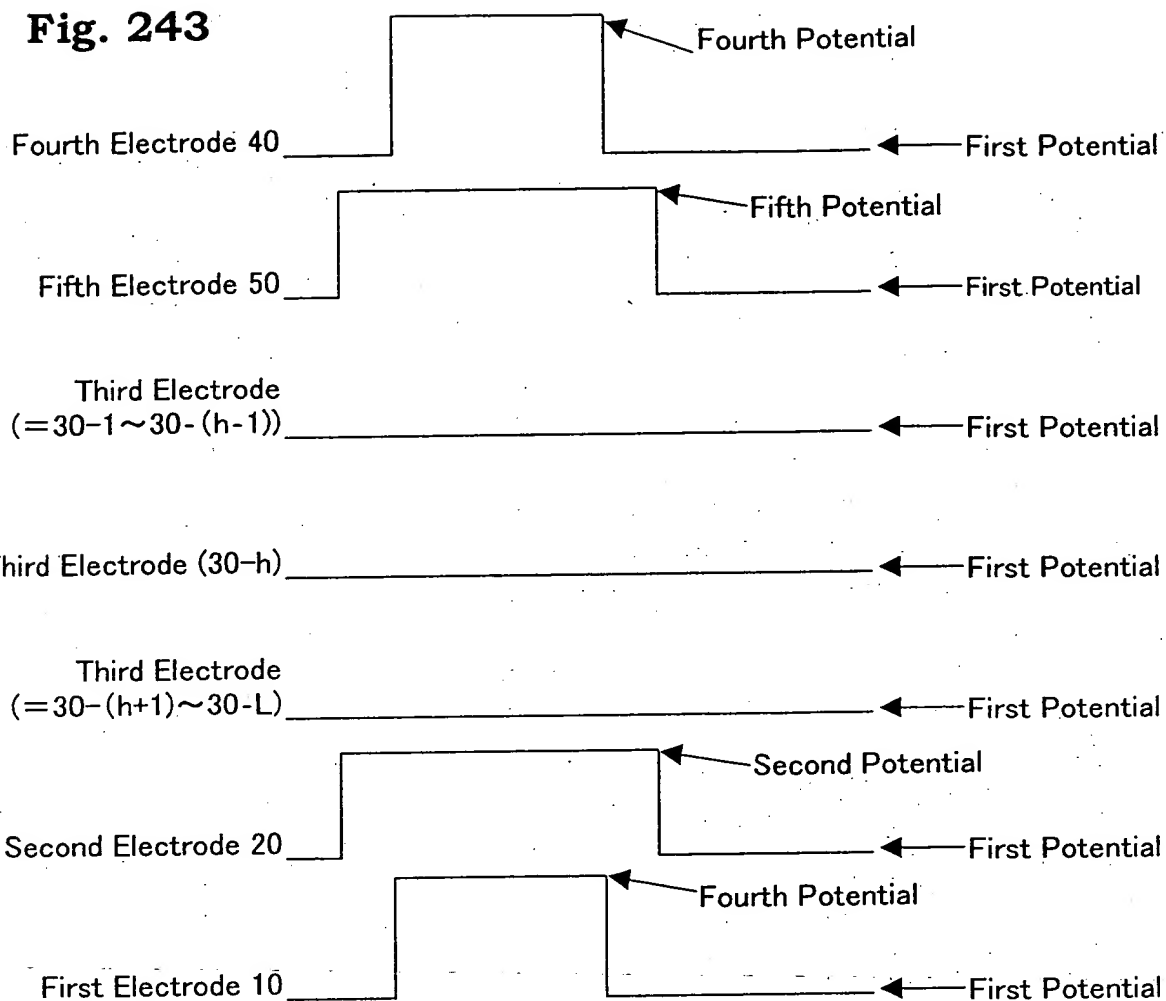 Fig. 243
Fourth Potential
Fourth Electrode 40
First Potential
Fifth Potential
Fifth Electrode 50
First Potential
Third Electrode
(=30-1~30-(h-1))
First Potential
Third Electrode (30-h)
First Potential
Third Electrode
(=30-(h+1)~30-L)
First Potential
Second Potential
Second Electrode 20
First Potential
Fourth Potential
First Electrode 10
First Potential